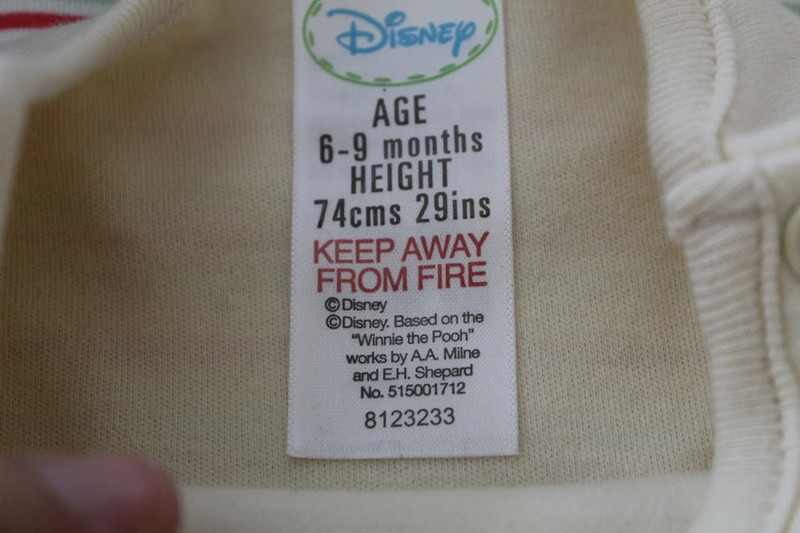 Disney
AGE
6-9 months
HEIGHT
74cms 29ins
KEEP AWAY
FROM FIRE
©Disney
©Disney. Based on the
“Winnie the Pooh”
works by A.A. Milne
and E.H. Shepard
No. 515001712
8123233